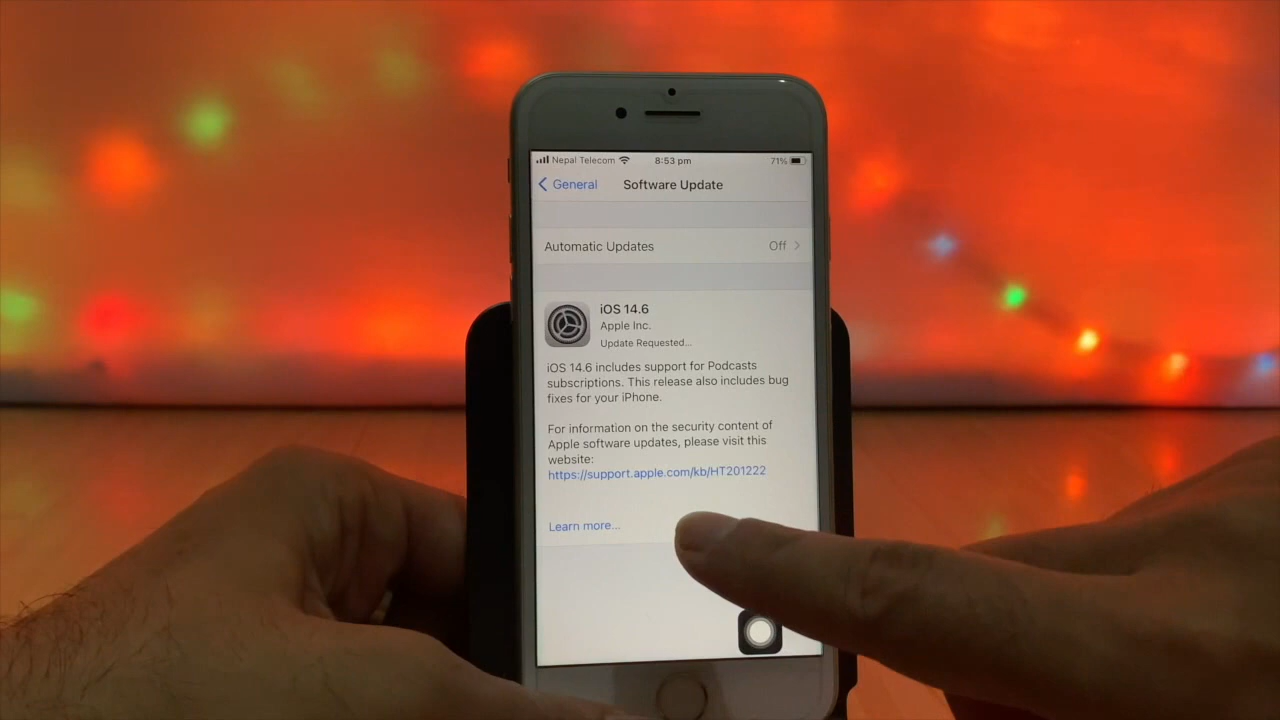 Nepal Telecom 8:53 pm 71%
General Software Update
Automatic Updates Off
iOS 14.6
Apple Inc.
Update Requested...
iOS 14.6 includes support for Podcasts
subscriptions. This release also includes bug
fixes for your iPhone.
For information on the security content of
Apple software updates, please visit this
website:
https://support.apple.com/kb/HT201222
Learn more...